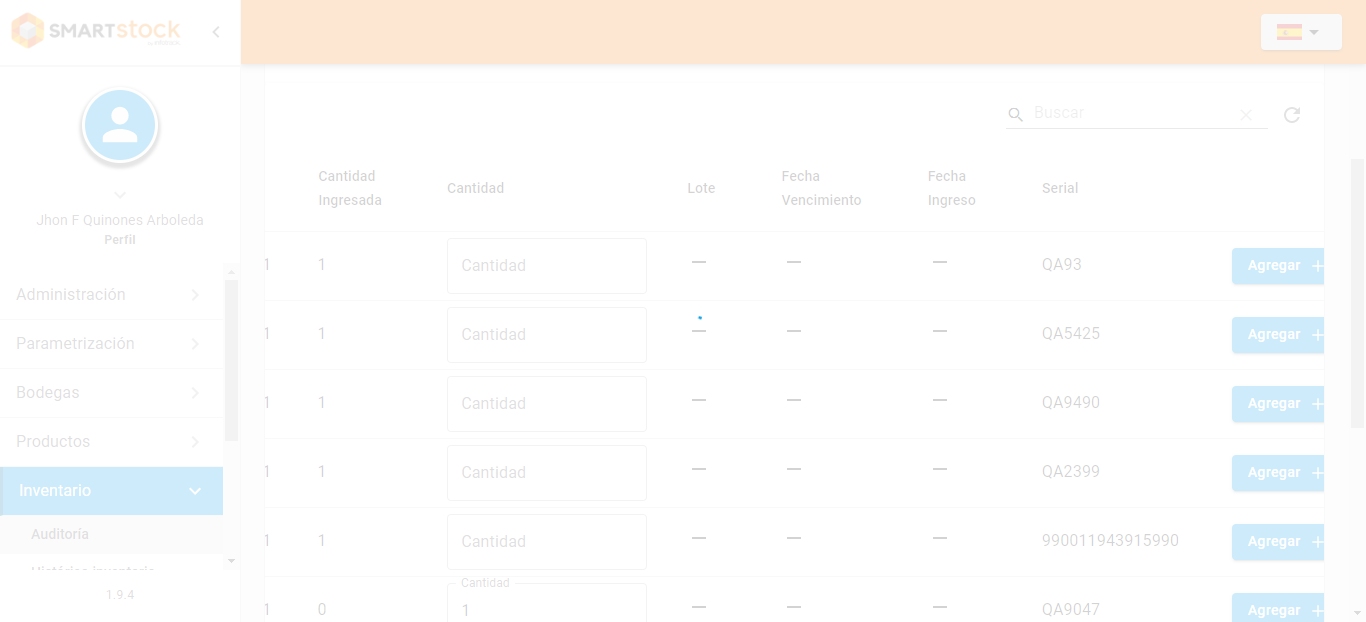 SMARTstock
Buscar
Jhon F Quinones Arboleda
Perfil
Administración
Parametrización
Bodegas
Productos
Inventario
Auditoría
Histórico inventario
1.9.4
Cantidad Ingresada
Cantidad
Lote
Fecha Vencimiento
Fecha Ingreso
Serial
1 1 Cantidad — — — QA93 Agregar +
1 1 Cantidad — — — QA5425 Agregar +
1 1 Cantidad — — — QA9490 Agregar +
1 1 Cantidad — — — QA2399 Agregar +
1 1 Cantidad — — — 990011943915990 Agregar +
Cantidad
1 0 1 — — — QA9047 Agregar +